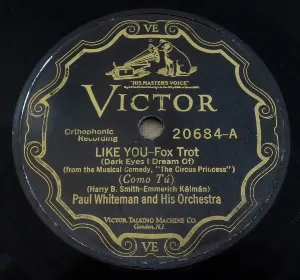 VE
"HIS MASTER'S VOICE"
VICTOR
Orthophonic
Recording
20684-A
LIKE YOU—Fox Trot
(Dark Eyes I Dream Of)
(from the Musical Comedy, "The Circus Princess")
(Como Tú)
(Harry B. Smith-Emmerich Kálmán)
Paul Whiteman and His Orchestra
VICTOR TALKING MACHINE CO.
Camden, N.J.
VE